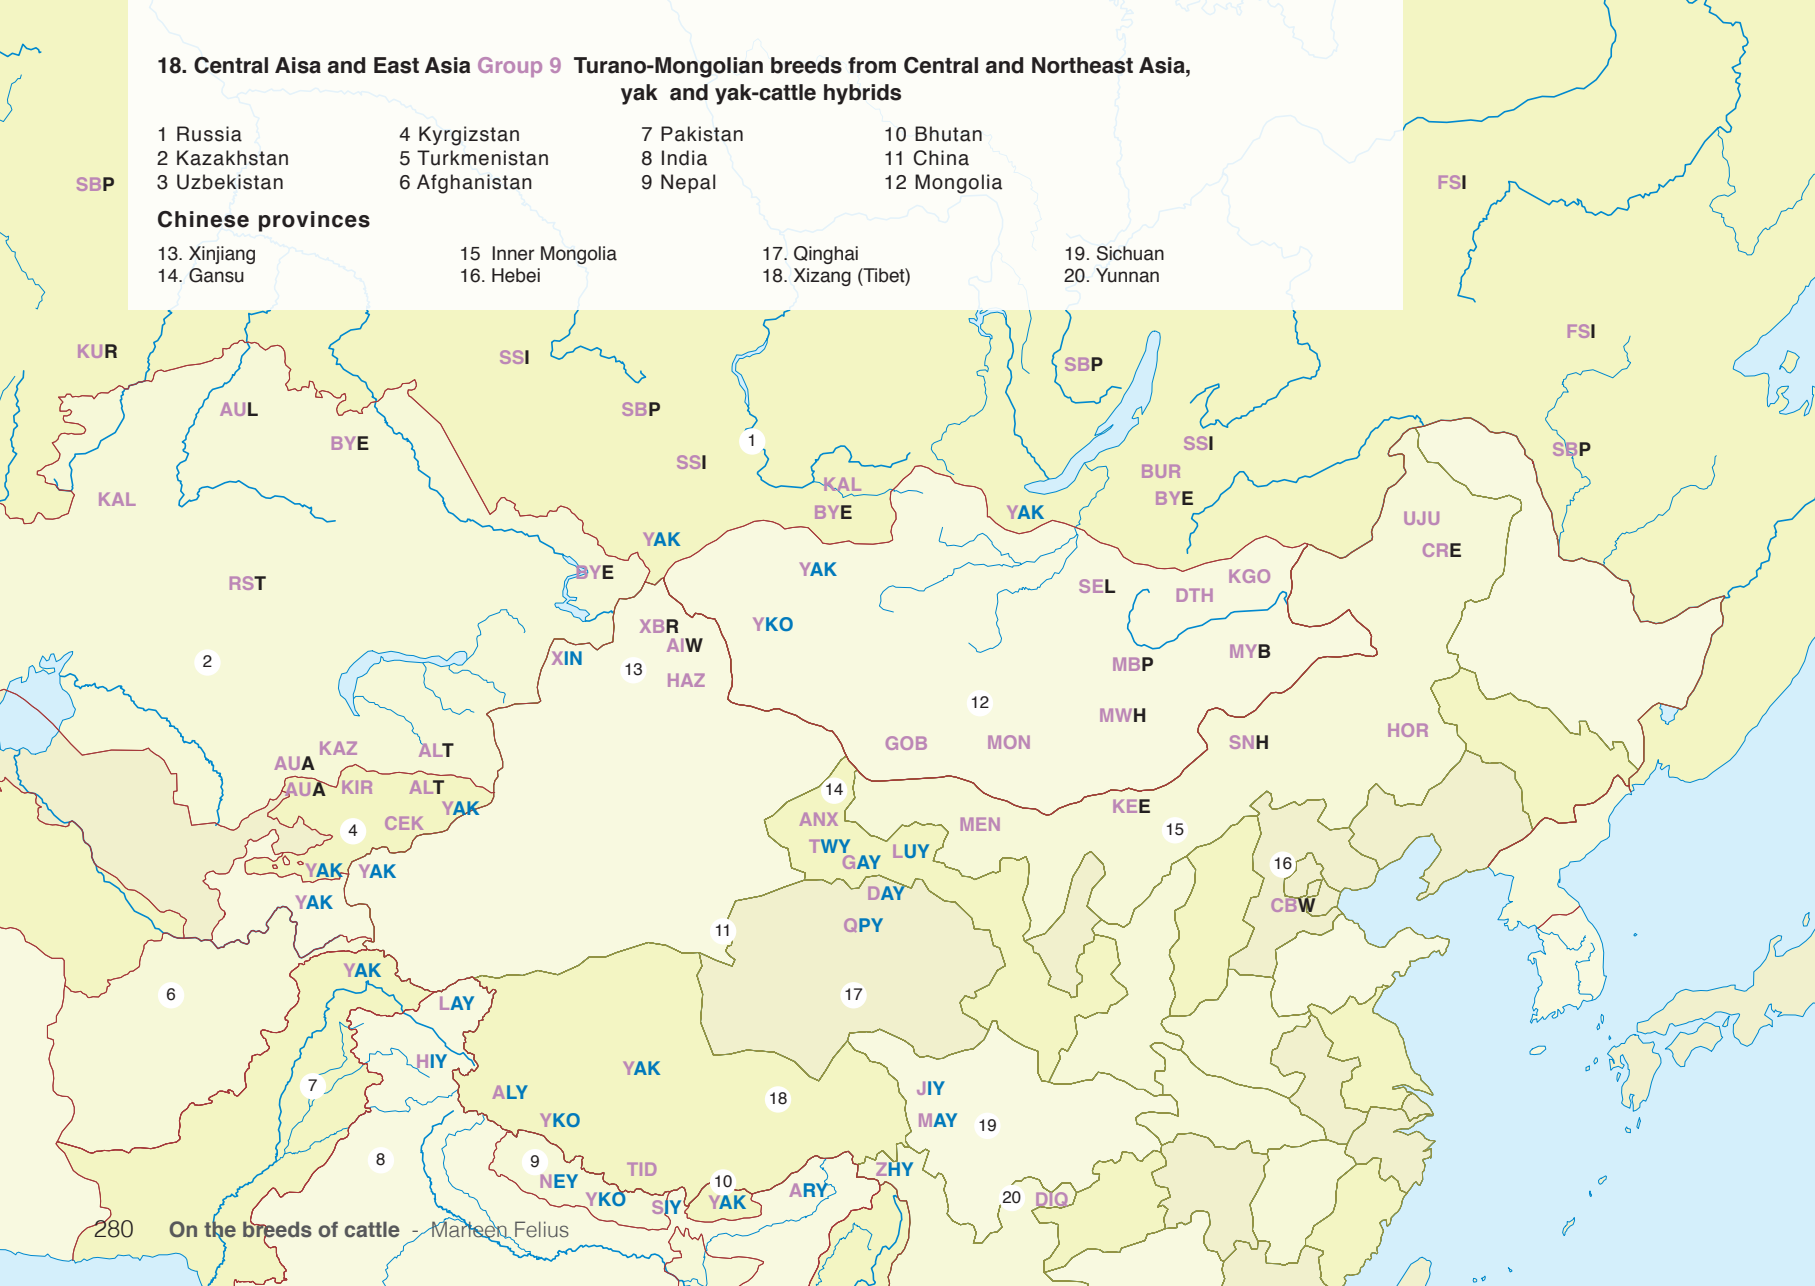 18. Central Aisa and East Asia Group 9 Turano-Mongolian breeds from Central and Northeast Asia,
yak and yak-cattle hybrids
1 Russia 4 Kyrgizstan 7 Pakistan 10 Bhutan
2 Kazakhstan 5 Turkmenistan 8 India 11 China
3 Uzbekistan 6 Afghanistan 9 Nepal 12 Mongolia
Chinese provinces
13. Xinjiang 15 Inner Mongolia 17. Qinghai 19. Sichuan
14. Gansu 16. Hebei 18. Xizang (Tibet) 20. Yunnan
SBP
FSI
FSI
KUR
SSI
SBP
AUL
SBP
BYE
1
SSI
SBP
SSI
BUR
KAL
KAL
BYE
BYE
YAK
UJU
YAK
CRE
YAK
BYE
RST
SEL
KGO
DTH
YKO
XBR
AIW
XIN
13
HAZ
2
MBP
MYB
12
MWH
GOB
MON
SNH
HOR
KAZ
ALT
AUA
AUA
KIR
ALT
14
YAK
KEE
CEK
4
ANX
MEN
15
TWY
LUY
GAY
16
YAK
YAK
DAY
YAK
CBW
QPY
11
YAK
6
17
LAY
HIY
YAK
7
ALY
JIY
18
YKO
MAY
19
8
9
TID
ZHY
NEY
10
ARY
YKO
SIY
YAK
20
DIQ
280 On the breeds of cattle - Marleen Felius